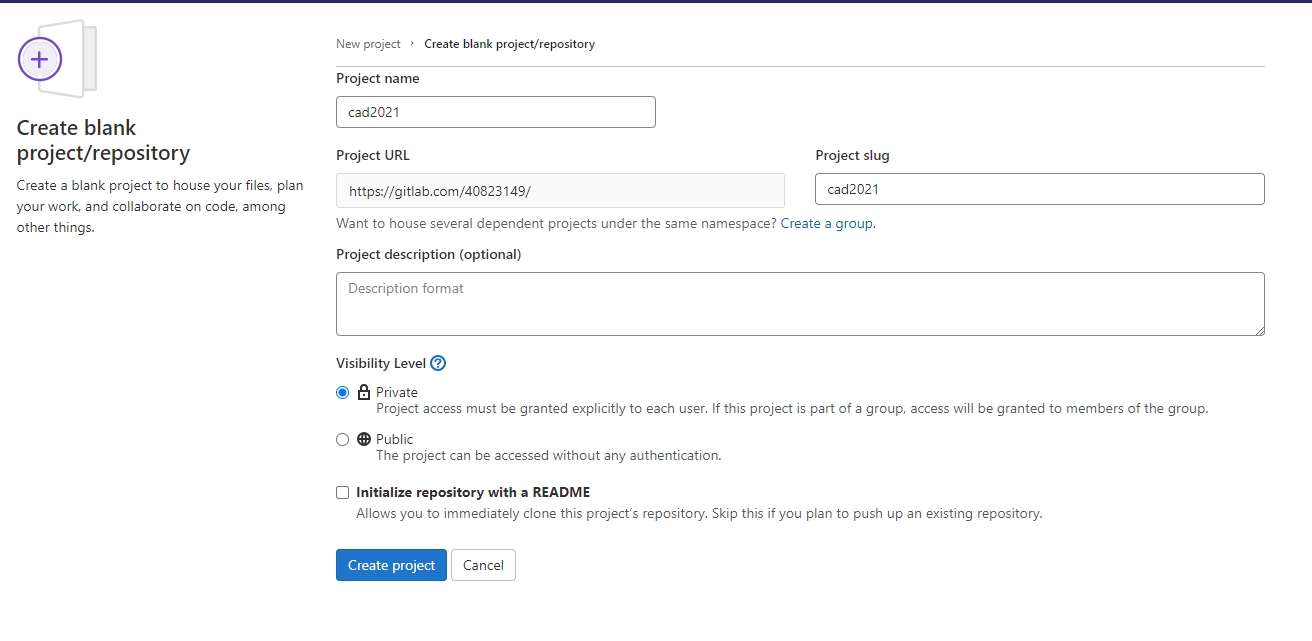 New project › Create blank project/repository
Create blank
project/repository
Create a blank project to house your files, plan
your work, and collaborate on code, among
other things.
Project name
cad2021
Project URL
Project slug
https://gitlab.com/40823149/
cad2021
Want to house several dependent projects under the same namespace? Create a group.
Project description (optional)
Description format
Visibility Level
Private
Project access must be granted explicitly to each user. If this project is part of a group, access will be granted to members of the group.
Public
The project can be accessed without any authentication.
Initialize repository with a README
Allows you to immediately clone this project's repository. Skip this if you plan to push up an existing repository.
Create project
Cancel